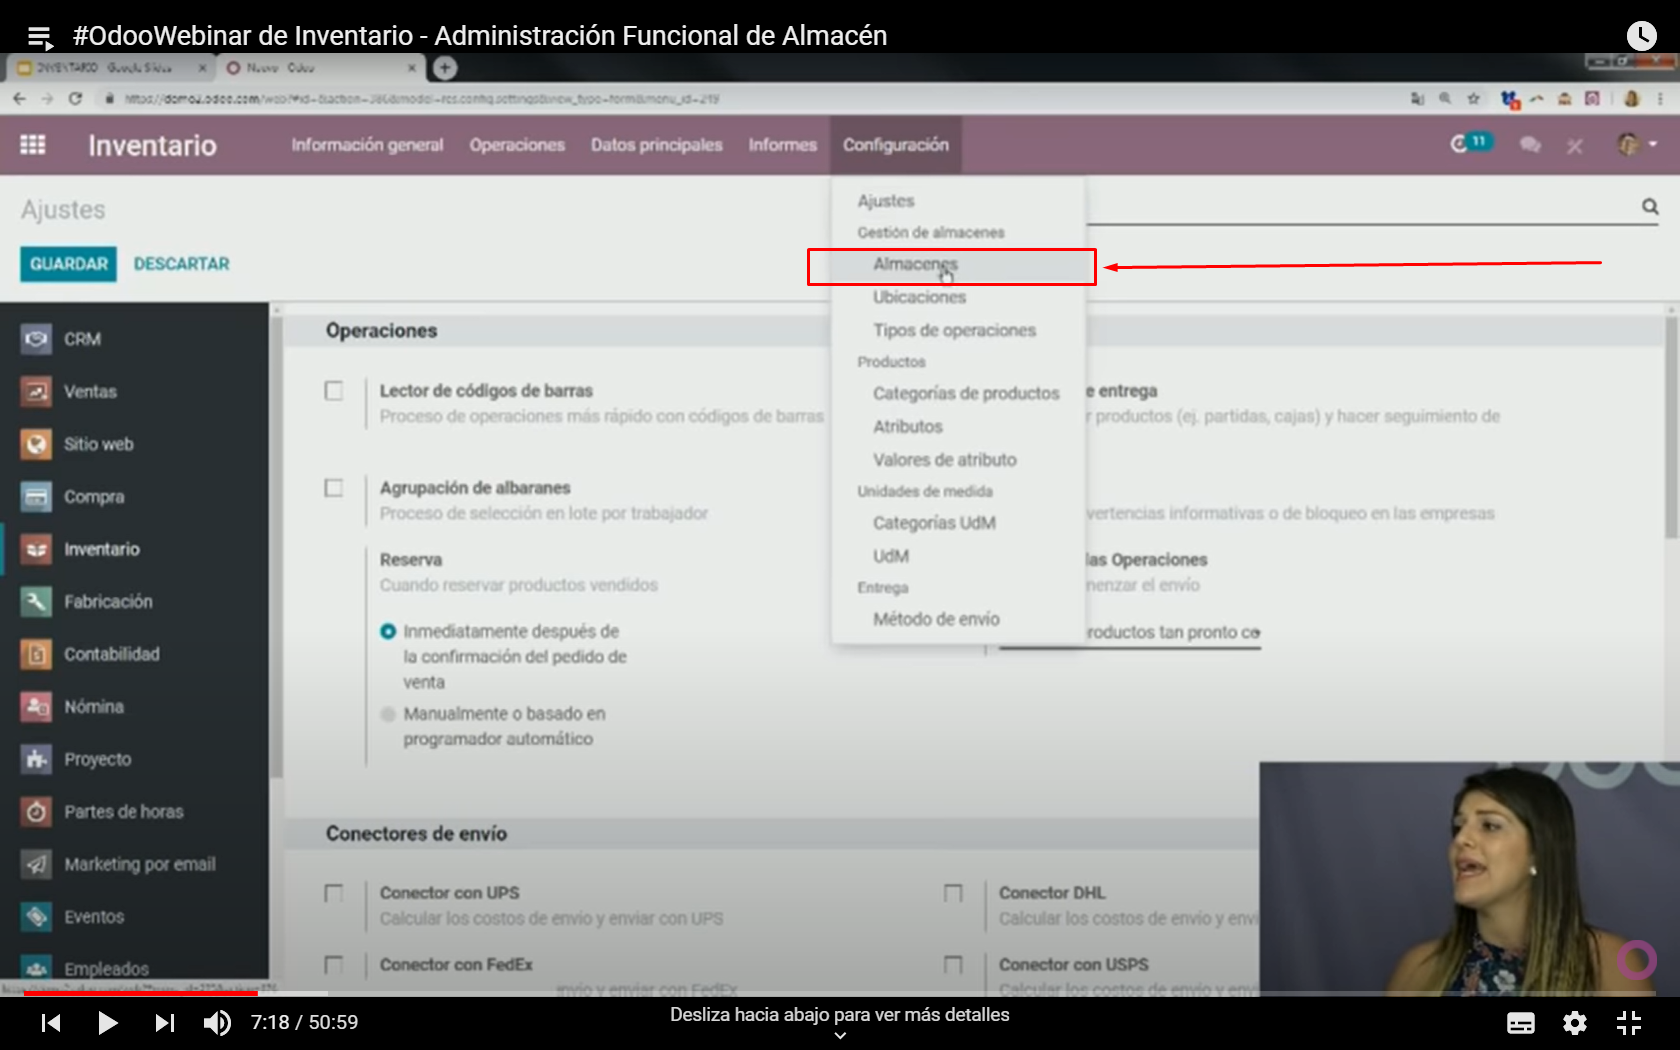 #OdooWebinar de Inventario - Administración Funcional de Almacén
INVENTARIO - Google Slides
Nuevo - Odoo
Inventario
Información general
Operaciones
Datos principales
Informes
Configuración
11
Ajustes
GUARDAR
DESCARTAR
Ajustes
Gestión de almacenes
Almacenes
Ubicaciones
Tipos de operaciones
Productos
Categorías de productos
Atributos
Valores de atributo
Unidades de medida
Categorías UdM
UdM
Entrega
Método de envío
CRM
Ventas
Sitio web
Compra
Inventario
Fabricación
Contabilidad
Nómina
Proyecto
Partes de horas
Marketing por email
Eventos
Empleados
Operaciones
Lector de códigos de barras
Proceso de operaciones más rápido con códigos de barras
e entrega
r productos (ej. partidas, cajas) y hacer seguimiento de
Agrupación de albaranes
Proceso de selección en lote por trabajador
vertencias informativas o de bloqueo en las empresas
Reserva
Cuando reservar productos vendidos
las Operaciones
menzar el envío
Inmediatamente después de
la confirmación del pedido de
venta
roductos tan pronto co
Manualmente o basado en
programador automático
Conectores de envío
Conector con UPS
Calcular los costos de envío y enviar con UPS
Conector DHL
Calcular los costos de envío y envi
Conector con FedEx
envío y enviar con FedEx
Conector con USPS
Calcular los costos de envío y envi
7:18 / 50:59
Desliza hacia abajo para ver más detalles